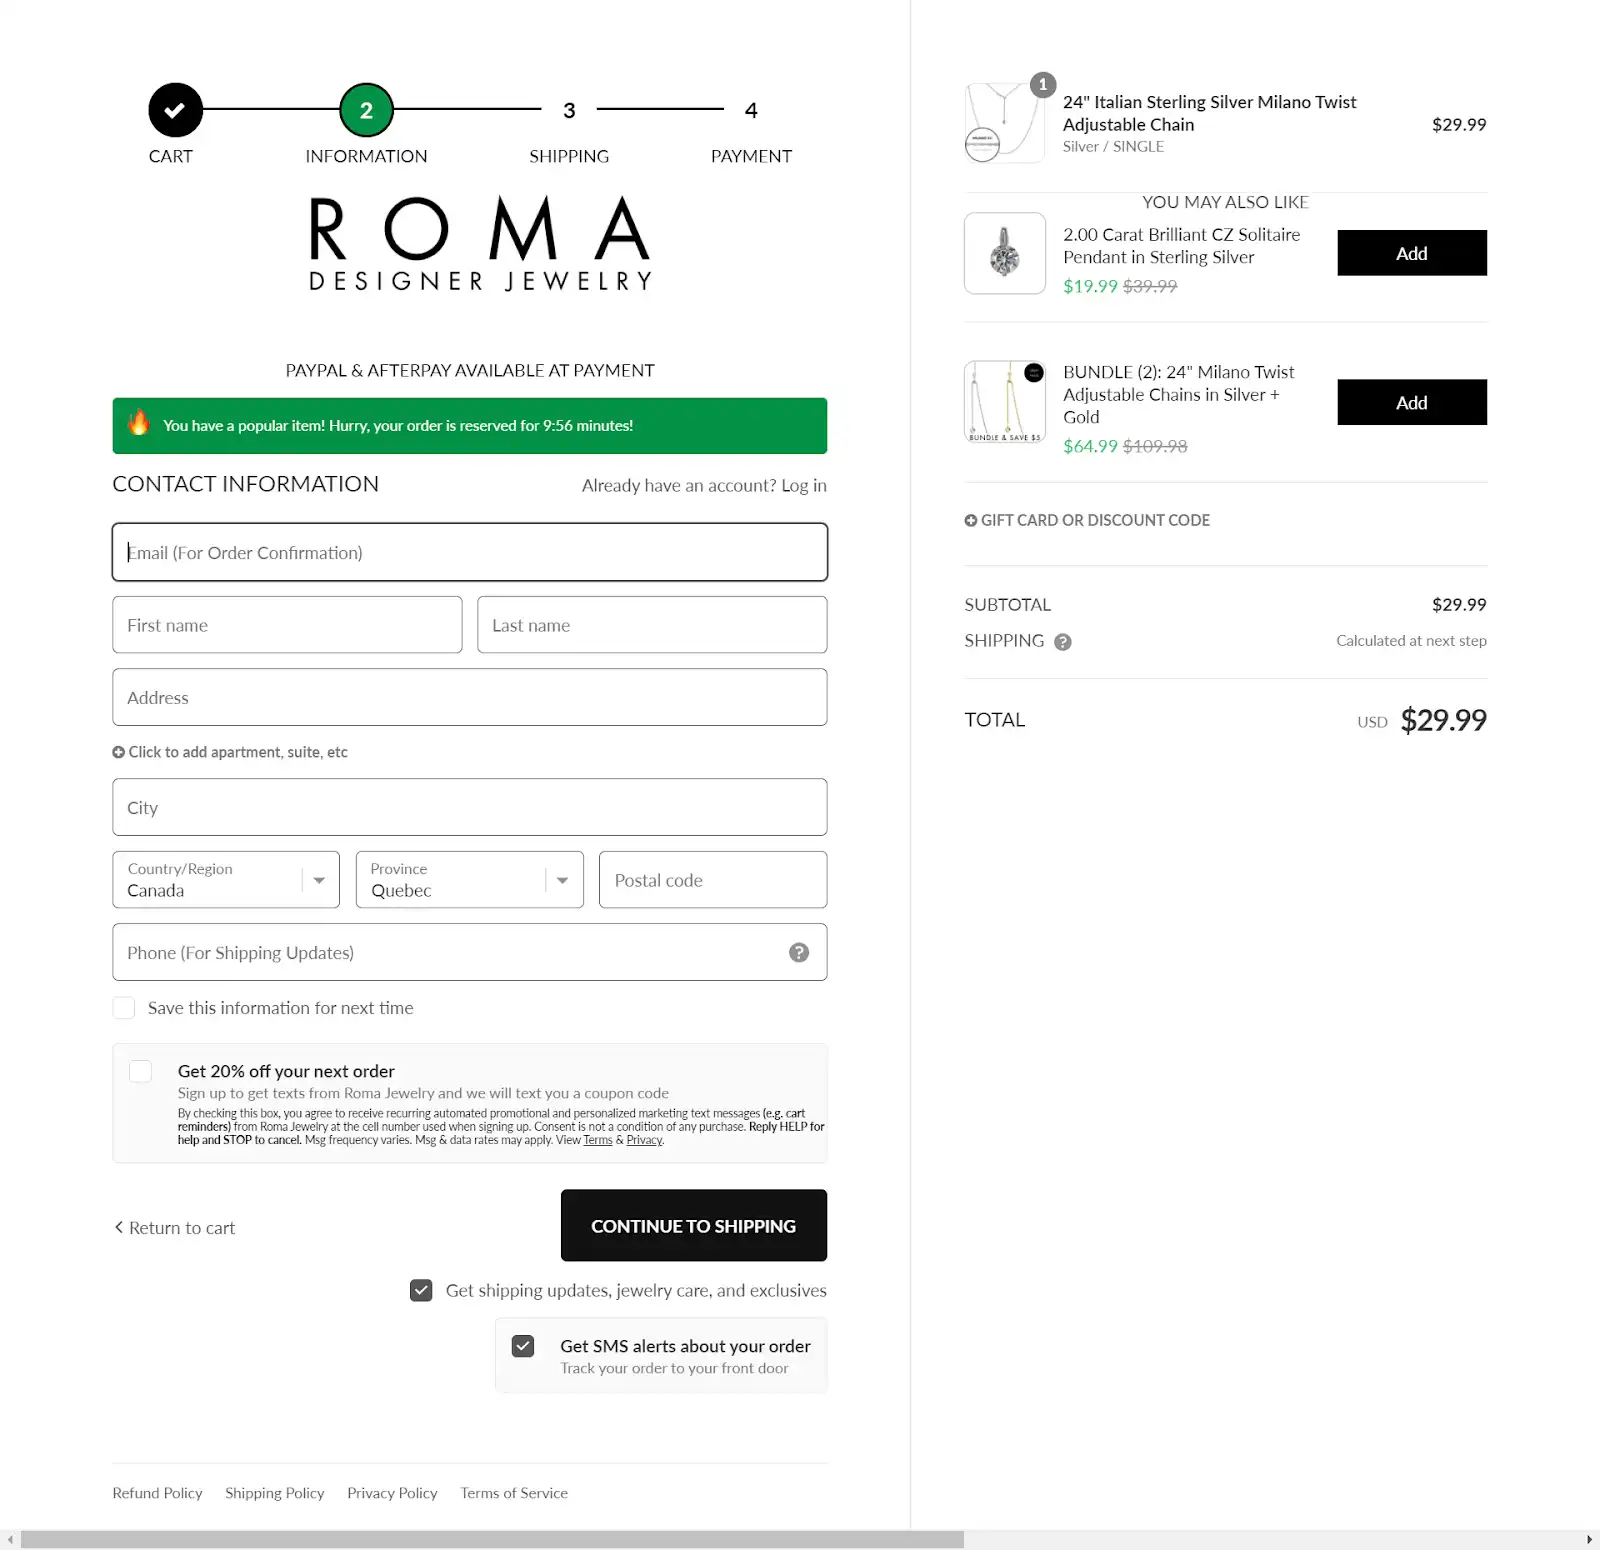 2
3
4
CART
INFORMATION
SHIPPING
PAYMENT
ROMA
DESIGNER JEWELRY
PAYPAL & AFTERPAY AVAILABLE AT PAYMENT
You have a popular item! Hurry, your order is reserved for 9:56 minutes!
CONTACT INFORMATION
Already have an account? Log in
Email (For Order Confirmation)
First name
Last name
Address
Click to add apartment, suite, etc
City
Country/Region
Canada
Province
Quebec
Postal code
Phone (For Shipping Updates)
?
Save this information for next time
Get 20% off your next order
Sign up to get texts from Roma Jewelry and we will text you a coupon code
By checking this box, you agree to receive recurring automated promotional and personalized marketing text messages (e.g. cart
reminders) from Roma Jewelry at the cell number used when signing up. Consent is not a condition of any purchase. Reply HELP for
help and STOP to cancel. Msg frequency varies. Msg & data rates may apply. View Terms & Privacy.
Return to cart
CONTINUE TO SHIPPING
Get shipping updates, jewelry care, and exclusives
Get SMS alerts about your order
Track your order to your front door
Refund Policy
Shipping Policy
Privacy Policy
Terms of Service
1
24" Italian Sterling Silver Milano Twist
Adjustable Chain
Silver / SINGLE
$29.99
YOU MAY ALSO LIKE
2.00 Carat Brilliant CZ Solitaire
Pendant in Sterling Silver
$19.99 $39.99
Add
BUNDLE & SAVE $5
BUNDLE (2): 24" Milano Twist
Adjustable Chains in Silver +
Gold
$64.99 $109.98
Add
GIFT CARD OR DISCOUNT CODE
SUBTOTAL
$29.99
SHIPPING ?
Calculated at next step
TOTAL
USD $29.99